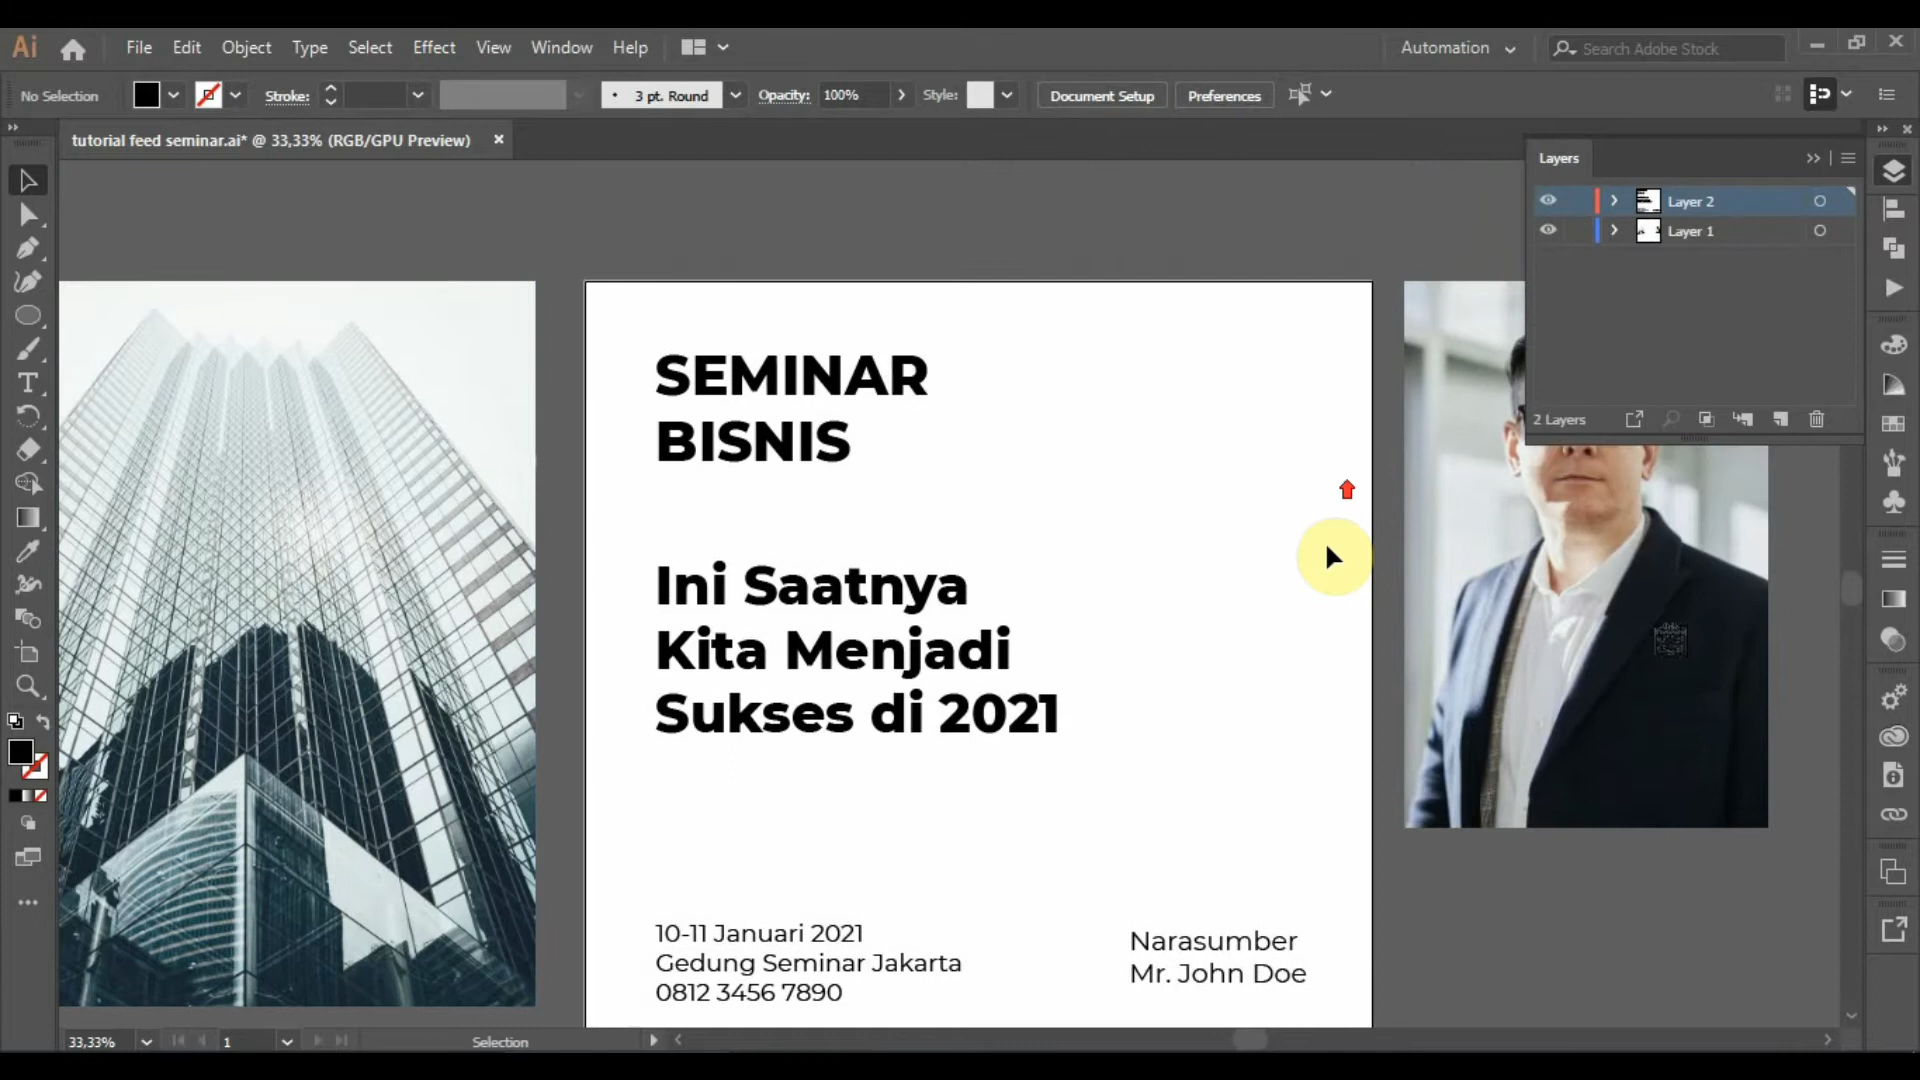 Ai File Edit Object Type Select Effect View Window Help Automation Search Adobe Stock
No Selection Stroke: 3 pt. Round Opacity: 100% Style: Document Setup Preferences
tutorial feed seminar.ai* @ 33,33% (RGB/GPU Preview)
Layers
Layer 2
Layer 1
2 Layers
SEMINAR
BISNIS
Ini Saatnya
Kita Menjadi
Sukses di 2021
10-11 Januari 2021
Gedung Seminar Jakarta
0812 3456 7890
Narasumber
Mr. John Doe
33,33% 1 Selection